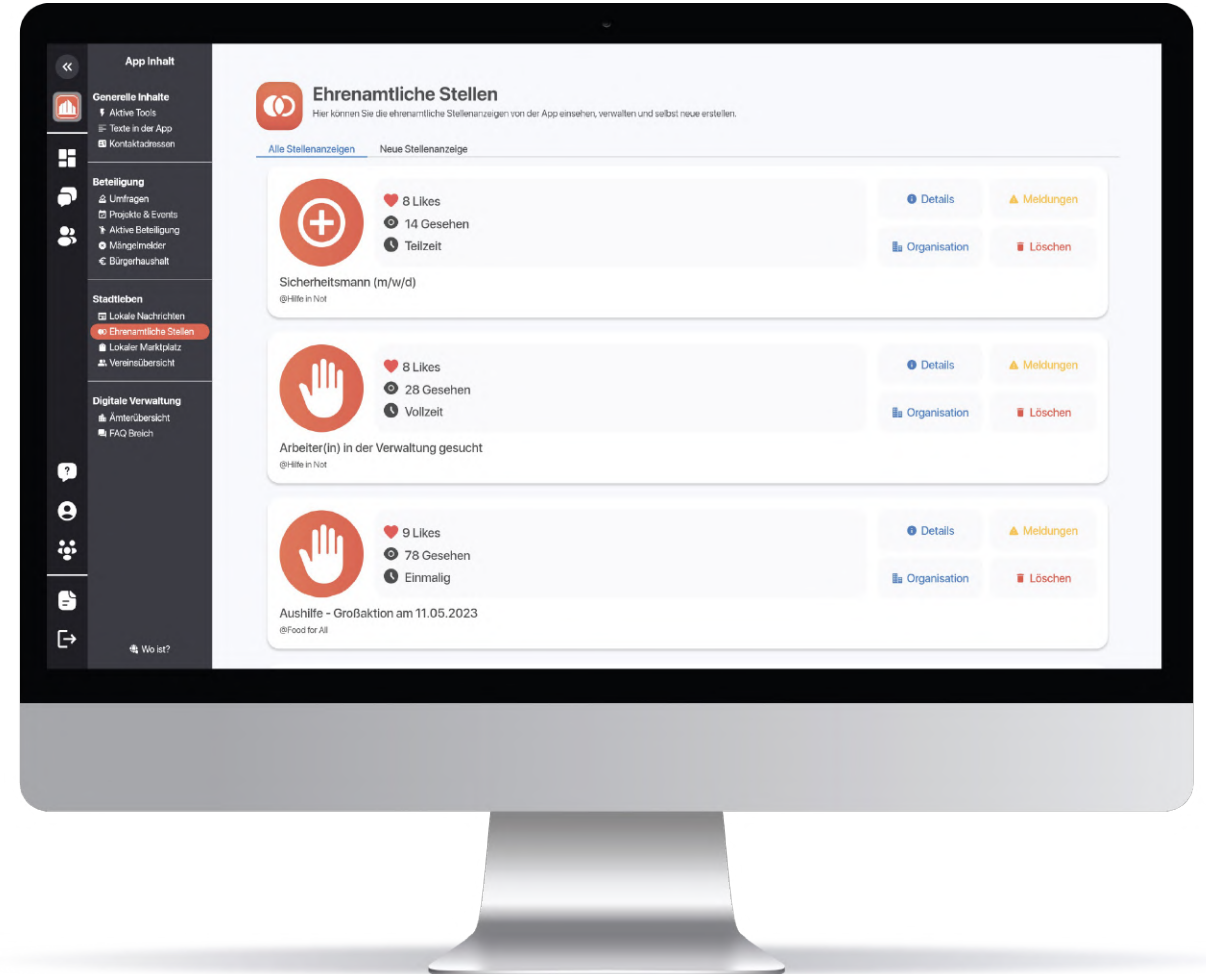 App Inhalt
Generelle Inhalte
Aktive Tools
Texte in der App
Kontaktadressen
Beteiligung
Umfragen
Projekte & Events
Aktive Beteiligung
Mängelmelder
Bürgerhaushalt
Stadtleben
Lokale Nachrichten
Ehrenamtliche Stellen
Lokaler Marktplatz
Vereinsübersicht
Digitale Verwaltung
Ämterübersicht
FAQ Breich
Wo ist?
Ehrenamtliche Stellen
Hier können Sie die ehrenamtliche Stellenanzeigen von der App einsehen, verwalten und selbst neue erstellen.
Alle Stellenanzeigen Neue Stellenanzeige
8 Likes
14 Gesehen
Teilzeit
Details Meldungen
Organisation Löschen
Sicherheitsmann (m/w/d)
@Hilfe in Not
8 Likes
28 Gesehen
Vollzeit
Details Meldungen
Organisation Löschen
Arbeiter(in) in der Verwaltung gesucht
@Hilfe in Not
9 Likes
78 Gesehen
Einmalig
Details Meldungen
Organisation Löschen
Aushilfe - Großaktion am 11.05.2023
@Food for All